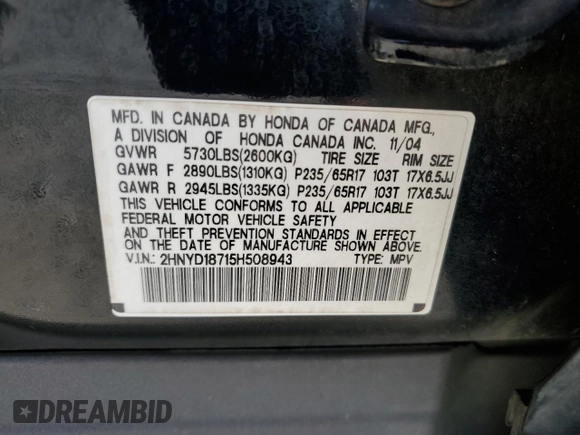 MFD. IN CANADA BY HONDA OF CANADA MFG.,
A DIVISION OF HONDA CANADA INC. 11/04
GVWR 5730LBS(2600KG) TIRE SIZE RIM SIZE
GAWR F 2890LBS(1310KG) P235/65R17 103T 17X6.5JJ
GAWR R 2945LBS(1335KG) P235/65R17 103T 17X6.5JJ
THIS VEHICLE CONFORMS TO ALL APPLICABLE
FEDERAL MOTOR VEHICLE SAFETY
AND THEFT PREVENTION STANDARDS IN EFFECT
ON THE DATE OF MANUFACTURE SHOWN ABOVE.
V.I.N.: 2HNYD18715H508943 TYPE: MPV
DREAMBID